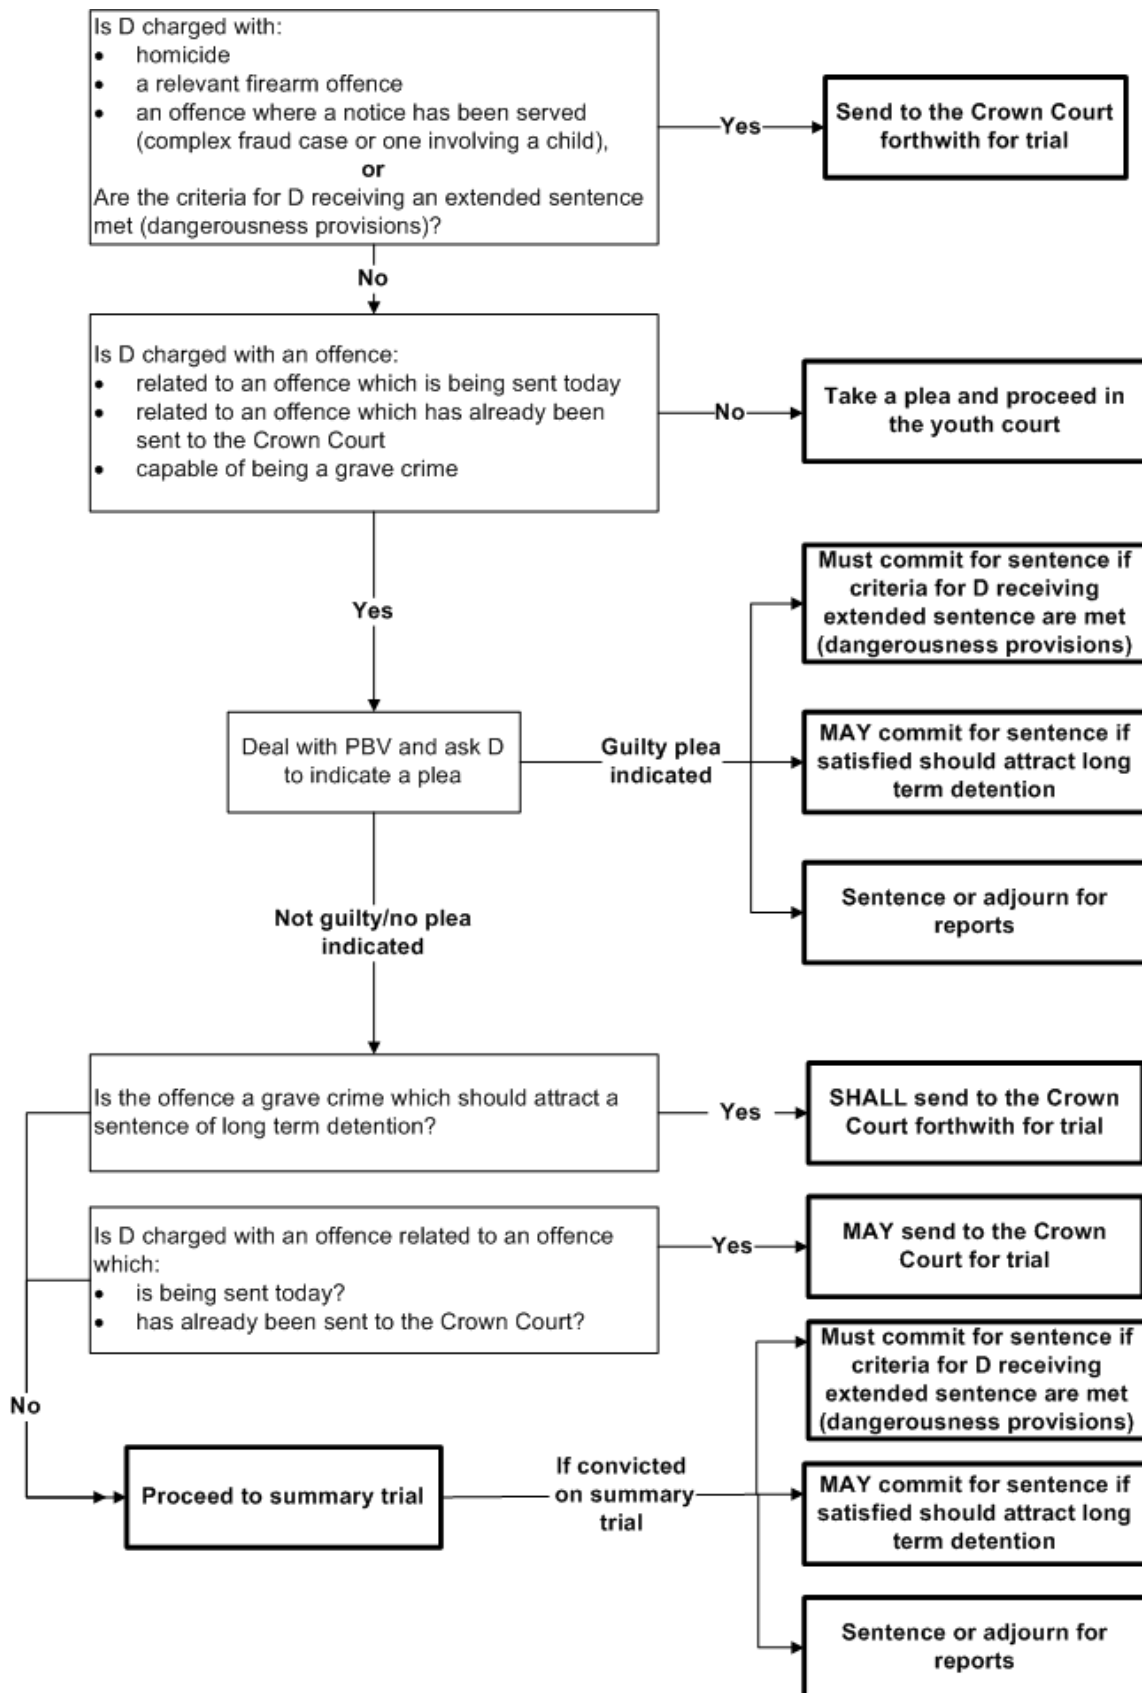 Is D charged with:
• homicide
• a relevant firearm offence
• an offence where a notice has been served
(complex fraud case or one involving a child),
or
Are the criteria for D receiving an extended sentence
met (dangerousness provisions)?
Yes
Send to the Crown Court
forthwith for trial
No
Is D charged with an offence:
• related to an offence which is being sent today
• related to an offence which has already been
sent to the Crown Court
• capable of being a grave crime
No
Take a plea and proceed in
the youth court
Yes
Deal with PBV and ask D
to indicate a plea
Guilty plea
indicated
Must commit for sentence if
criteria for D receiving
extended sentence are met
(dangerousness provisions)
MAY commit for sentence if
satisfied should attract long
term detention
Sentence or adjourn for
reports
Not guilty/no plea
indicated
Is the offence a grave crime which should attract a
sentence of long term detention?
Yes
SHALL send to the Crown
Court forthwith for trial
Is D charged with an offence related to an offence
which:
• is being sent today?
• has already been sent to the Crown Court?
Yes
MAY send to the Crown
Court for trial
No
Proceed to summary trial
If convicted
on summary
trial
Must commit for sentence if
criteria for D receiving
extended sentence are met
(dangerousness provisions)
MAY commit for sentence if
satisfied should attract long
term detention
Sentence or adjourn for
reports